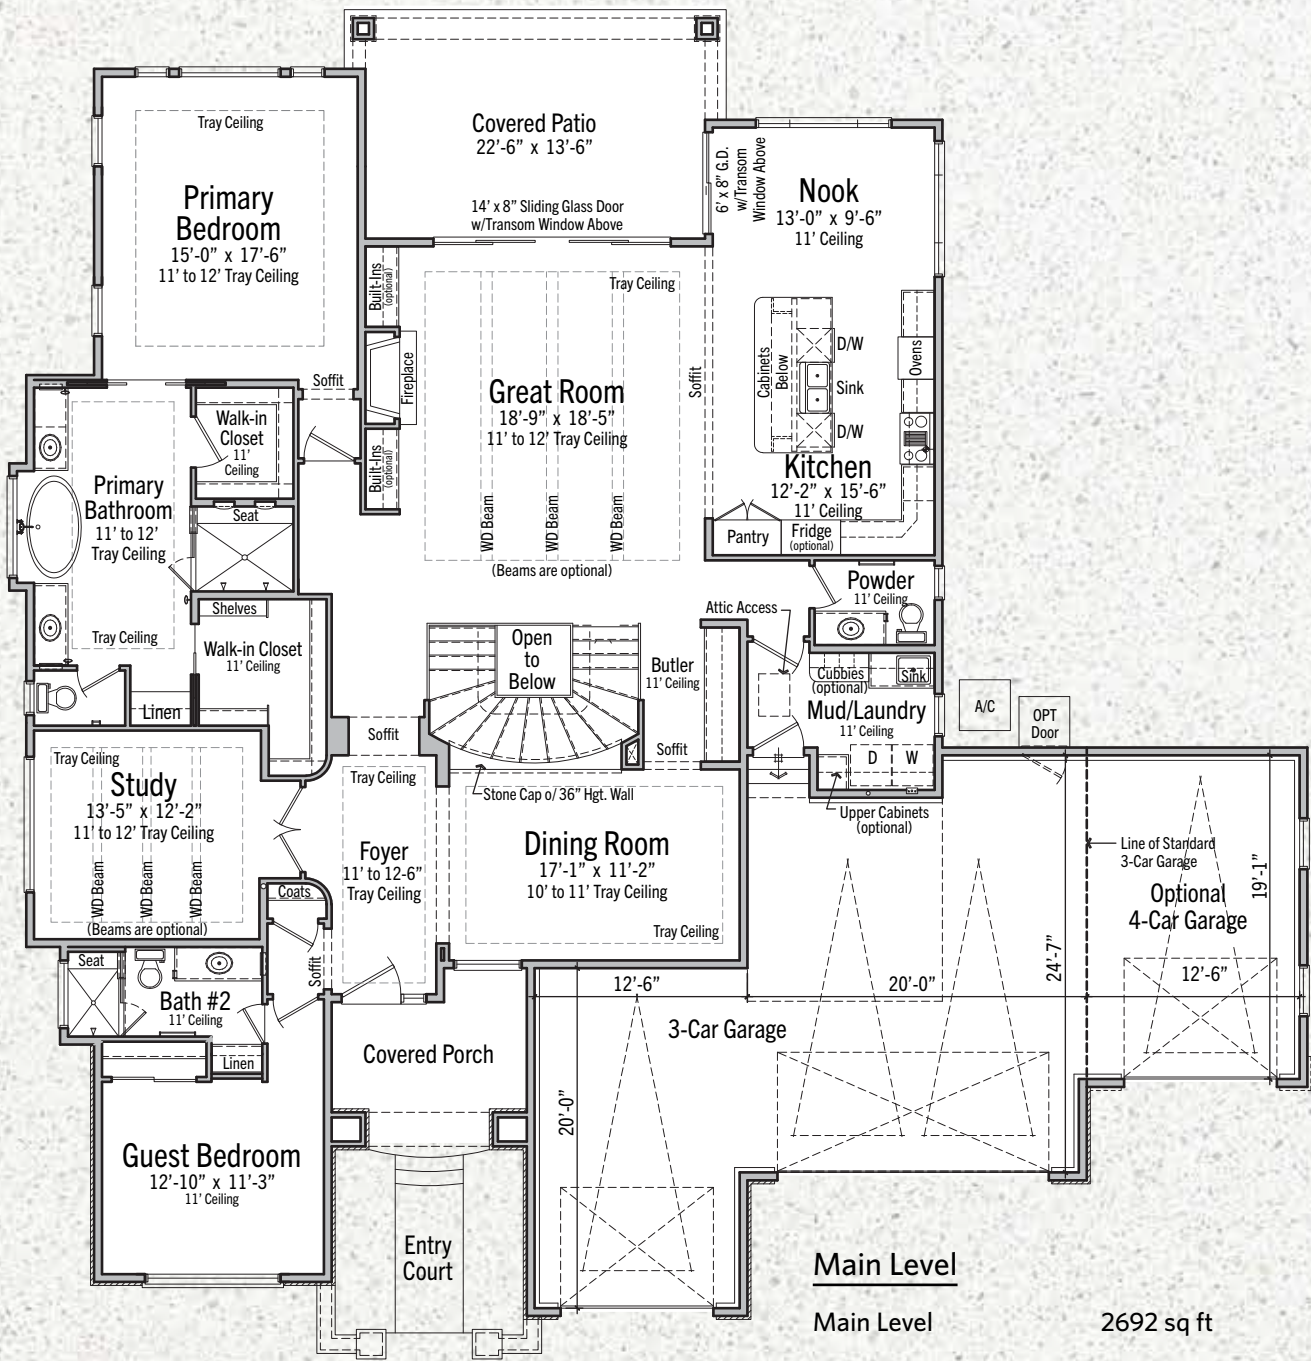 Tray Ceiling
Primary
Bedroom
15'-0” x 17'-6”
11' to 12' Tray Ceiling
Covered Patio
22'-6” x 13'-6”
14' x 8” Sliding Glass Door
w/Transom Window Above
6' x 8” G.D.
w/Transom
Window Above
Nook
13'-0” x 9'-6”
11' Ceiling
Built-Ins
(optional)
Tray Ceiling
Fireplace
Soffit
Great Room
18'-9” x 18'-5”
11' to 12' Tray Ceiling
Soffit
Cabinets
Below
D/W
Sink
D/W
Ovens
Kitchen
12'-2” x 15'-6”
11' Ceiling
Walk-in
Closet
11'
Ceiling
Built-Ins
(optional)
Primary
Bathroom
11' to 12'
Tray Ceiling
Seat
WD Beam
WD Beam
WD Beam
(Beams are optional)
Pantry
Fridge
(optional)
Powder
11' Ceiling
Attic Access
Shelves
Tray Ceiling
Walk-in Closet
11' Ceiling
Open
to
Below
Butler
11' Ceiling
Cubbies
(optional)
Sink
Mud/Laundry
11' Ceiling
A/C
OPT
Door
Linen
Soffit
Soffit
D
W
Tray Ceiling
Study
13'-5” x 12'-2”
11' to 12' Tray Ceiling
Tray Ceiling
Stone Cap o/ 36” Hgt. Wall
Upper Cabinets
(optional)
WD Beam
WD Beam
WD Beam
(Beams are optional)
Foyer
11' to 12-6”
Tray Ceiling
Dining Room
17'-1” x 11'-2”
10' to 11' Tray Ceiling
Tray Ceiling
Line of Standard
3-Car Garage
Optional
4-Car Garage
19'-1”
Coats
Seat
Soffit
Bath #2
11' Ceiling
12'-6”
20'-0”
24'-7”
12'-6”
3-Car Garage
Linen
Covered Porch
20'-0”
Guest Bedroom
12'-10” x 11'-3”
11' Ceiling
Entry
Court
Main Level
Main Level 2692 sq ft